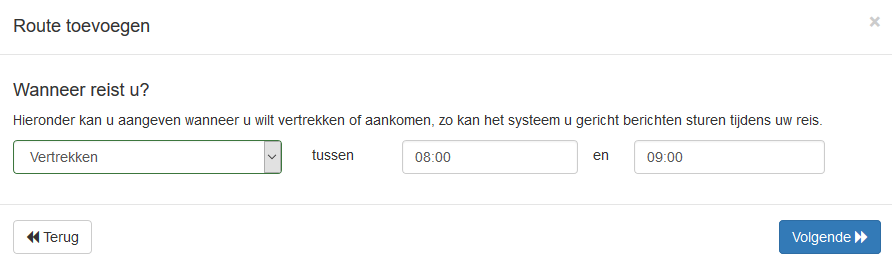 Route toevoegen ×
Wanneer reist u?
Hieronder kan u aangeven wanneer u wilt vertrekken of aankomen, zo kan het systeem u gericht berichten sturen tijdens uw reis.
Vertrekken tussen 08:00 en 09:00
Terug Volgende